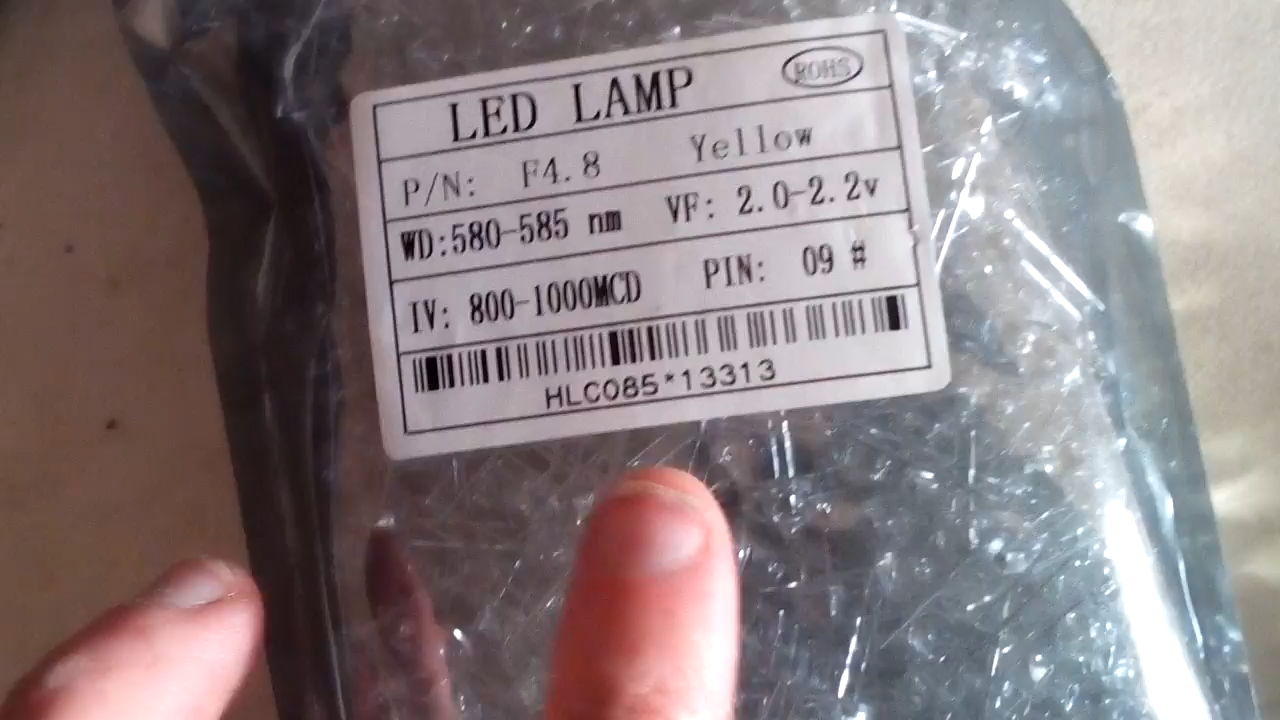 LED LAMP ROHS
P/N: F4.8 Yellow
WD:580-585 nm VF: 2.0-2.2v
IV: 800-1000MCD PIN: 09 #
HLC085*13313